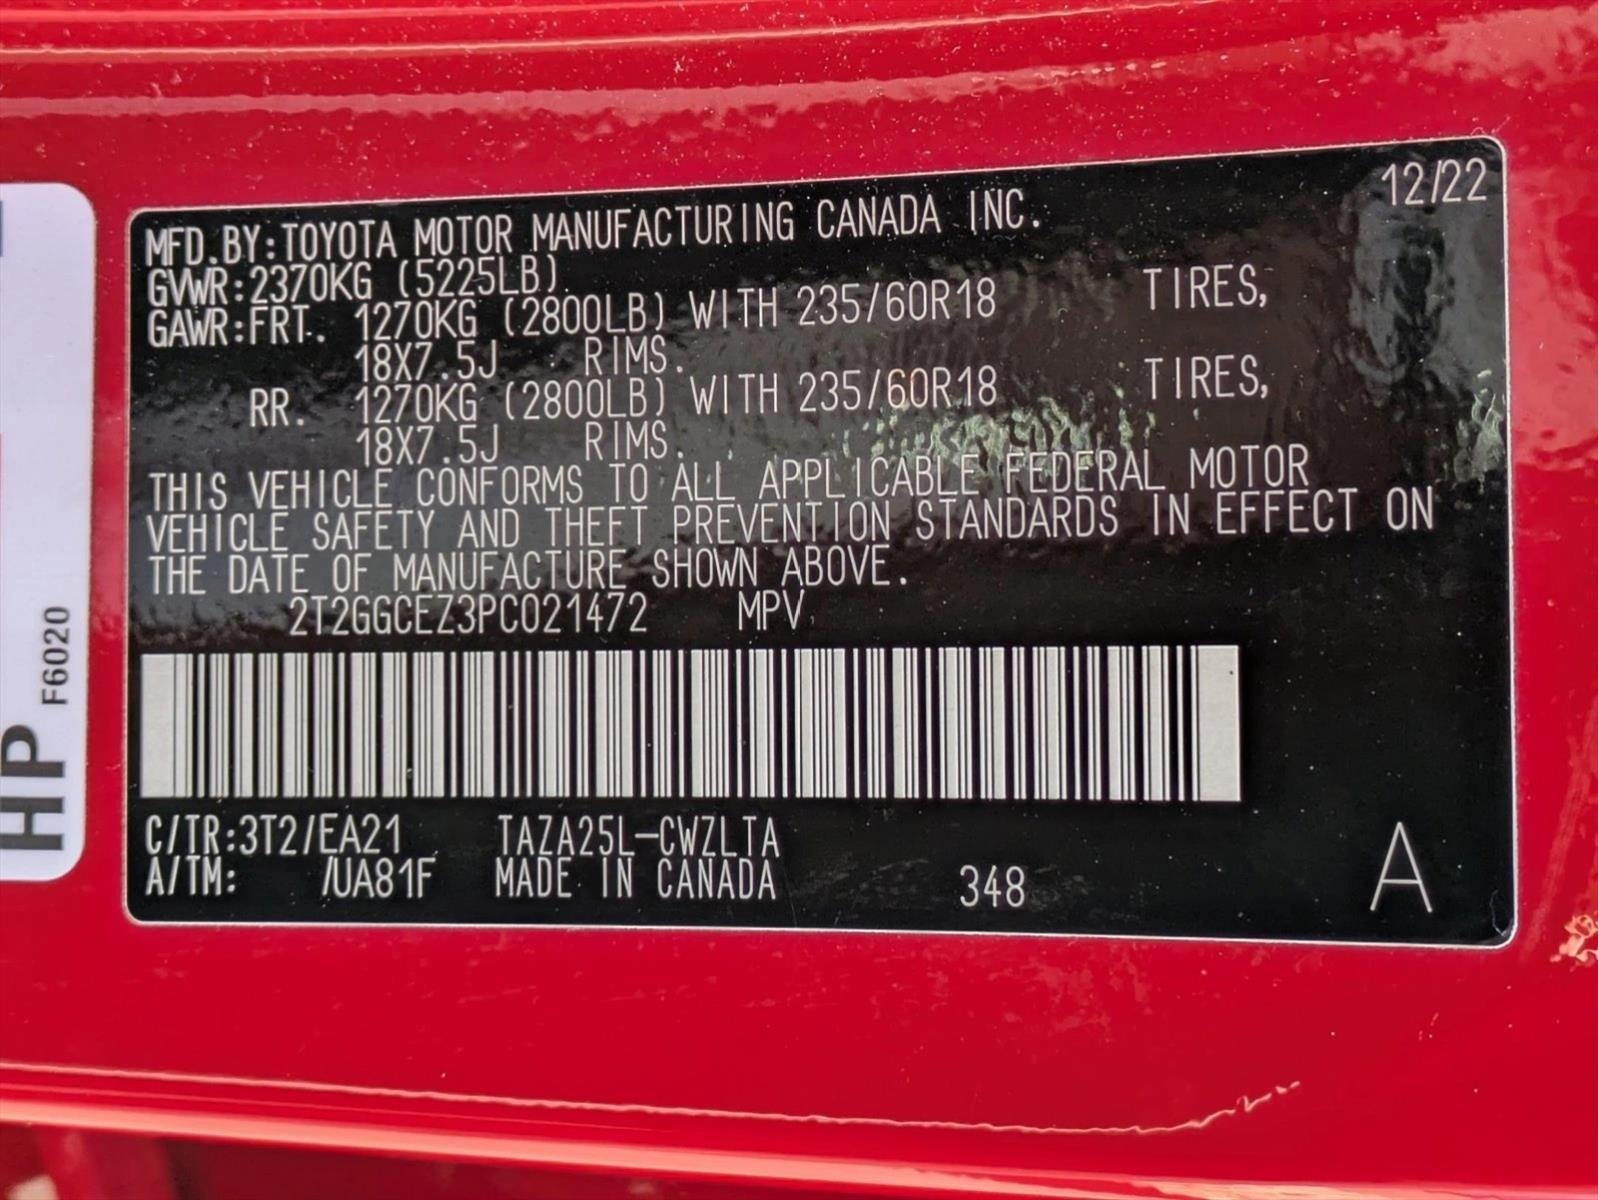 12/22
MFD.BY:TOYOTA MOTOR MANUFACTURING CANADA INC.
GVWR:2370KG (5225LB)
GAWR:FRT. 1270KG (2800LB) WITH 235/60R18 TIRES,
18X7.5J RIMS.
RR. 1270KG (2800LB) WITH 235/60R18 TIRES,
18X7.5J RIMS.
THIS VEHICLE CONFORMS TO ALL APPLICABLE FEDERAL MOTOR
VEHICLE SAFETY AND THEFT PREVENTION STANDARDS IN EFFECT ON
THE DATE OF MANUFACTURE SHOWN ABOVE.
2T2GGCEZ3PC021472 MPV
C/TR:3T2/EA21 TAZA25L-CWZLTA
A/TM: /UA81F MADE IN CANADA 348 A
HP F6020